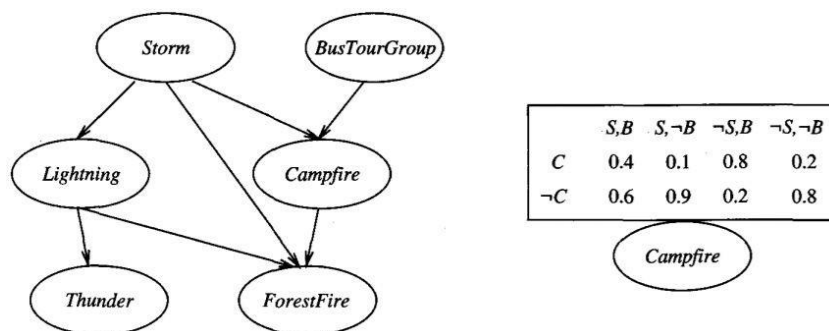 Storm
BusTourGroup
S,B S,¬B ¬S,B ¬S,¬B
Lightning
Campfire
C 0.4 0.1 0.8 0.2
¬C 0.6 0.9 0.2 0.8
Campfire
Thunder
ForestFire